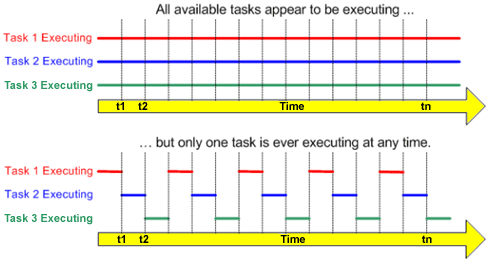 All available tasks appear to be executing ...
Task 1 Executing
Task 2 Executing
Task 3 Executing
t1 t2 Time tn
... but only one task is ever executing at any time.
Task 1 Executing
Task 2 Executing
Task 3 Executing
t1 t2 Time tn